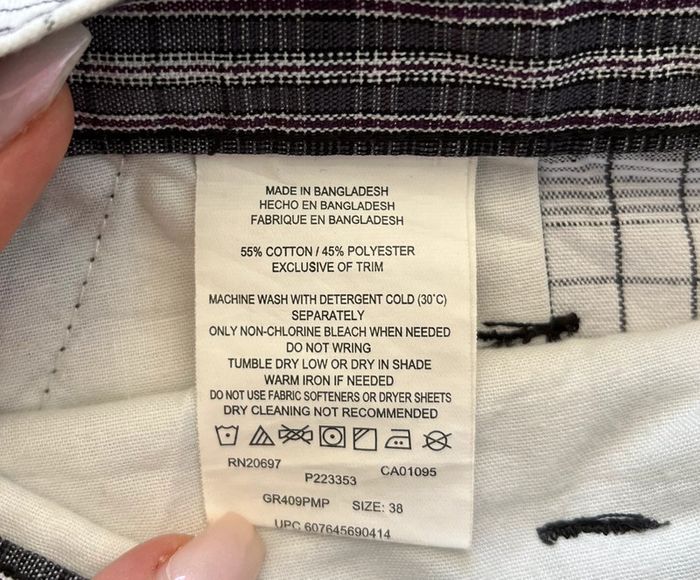 MADE IN BANGLADESH
HECHO EN BANGLADESH
FABRIQUE EN BANGLADESH
55% COTTON / 45% POLYESTER
EXCLUSIVE OF TRIM
MACHINE WASH WITH DETERGENT COLD (30°C)
SEPARATELY
ONLY NON-CHLORINE BLEACH WHEN NEEDED
DO NOT WRING
TUMBLE DRY LOW OR DRY IN SHADE
WARM IRON IF NEEDED
DO NOT USE FABRIC SOFTENERS OR DRYER SHEETS
DRY CLEANING NOT RECOMMENDED
RN20697 CA01095
P223353
GR409PMP SIZE: 38
UPC 607645690414